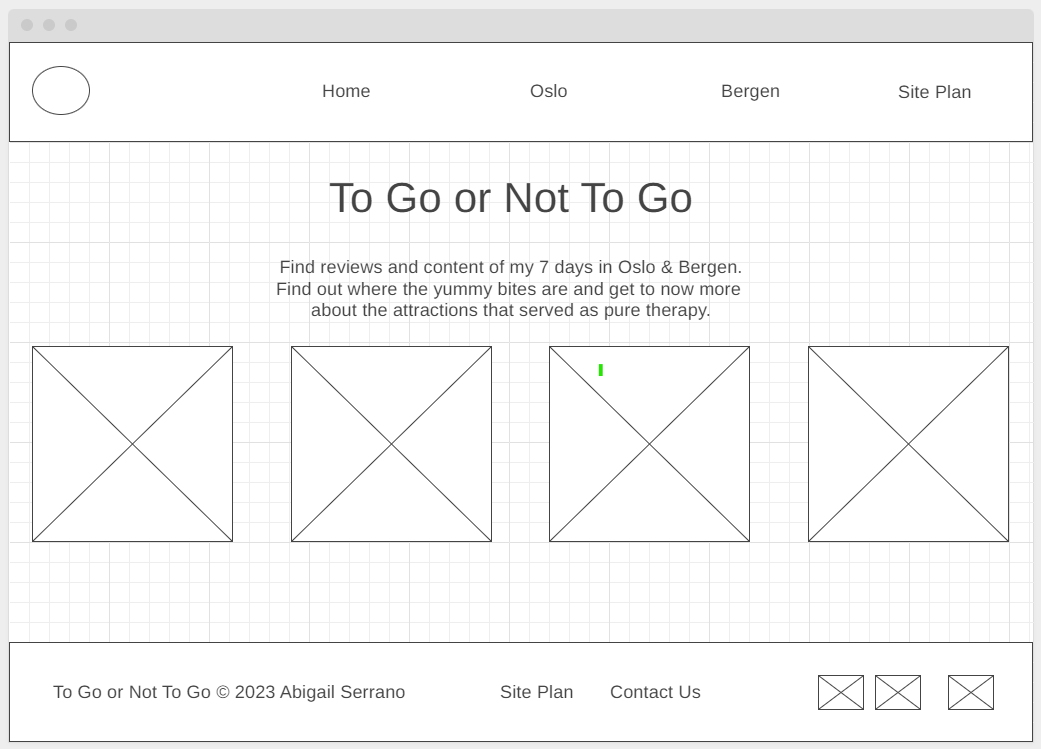 Home Oslo Bergen Site Plan
To Go or Not To Go
Find reviews and content of my 7 days in Oslo & Bergen.
Find out where the yummy bites are and get to now more
about the attractions that served as pure therapy.
To Go or Not To Go © 2023 Abigail Serrano Site Plan Contact Us